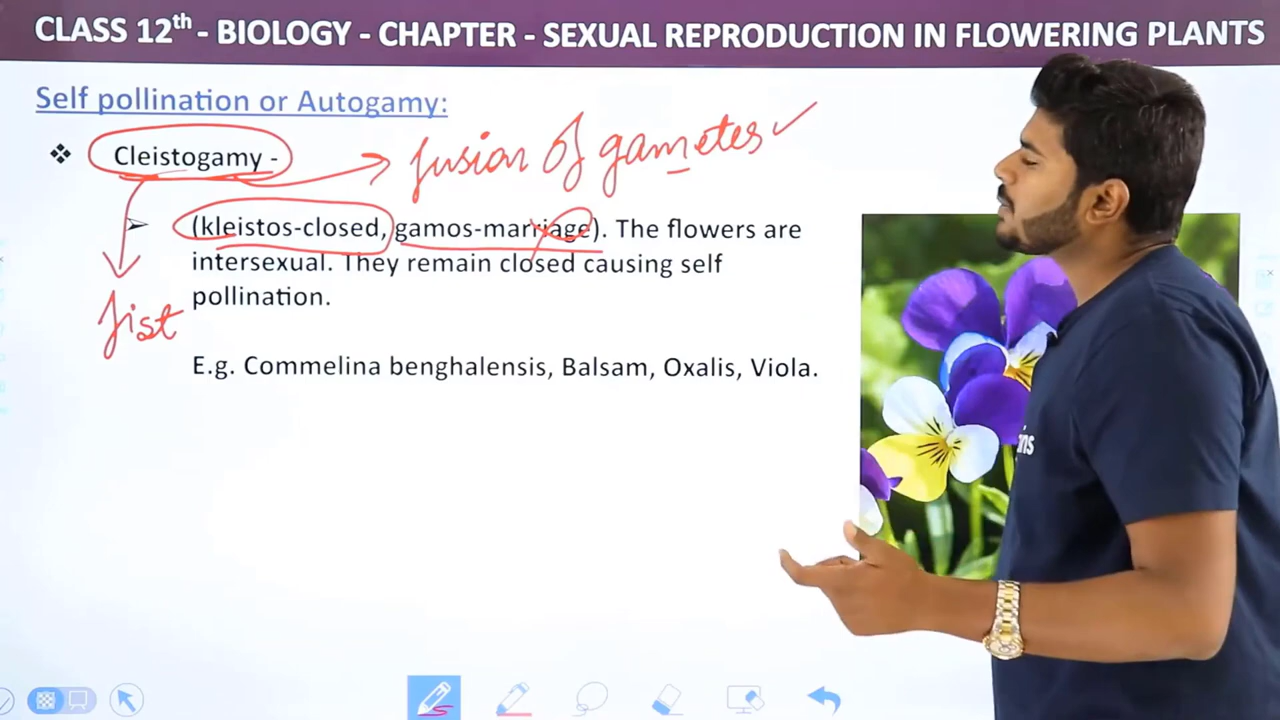 CLASS 12th - BIOLOGY - CHAPTER - SEXUAL REPRODUCTION IN FLOWERING PLANTS
Self pollination or Autogamy:
❖ Cleistogamy -
fusion of gametes ✓
➢ (kleistos-closed, gamos-marriage). The flowers are
intersexual. They remain closed causing self
pollination.
fist
E.g. Commelina benghalensis, Balsam, Oxalis, Viola.